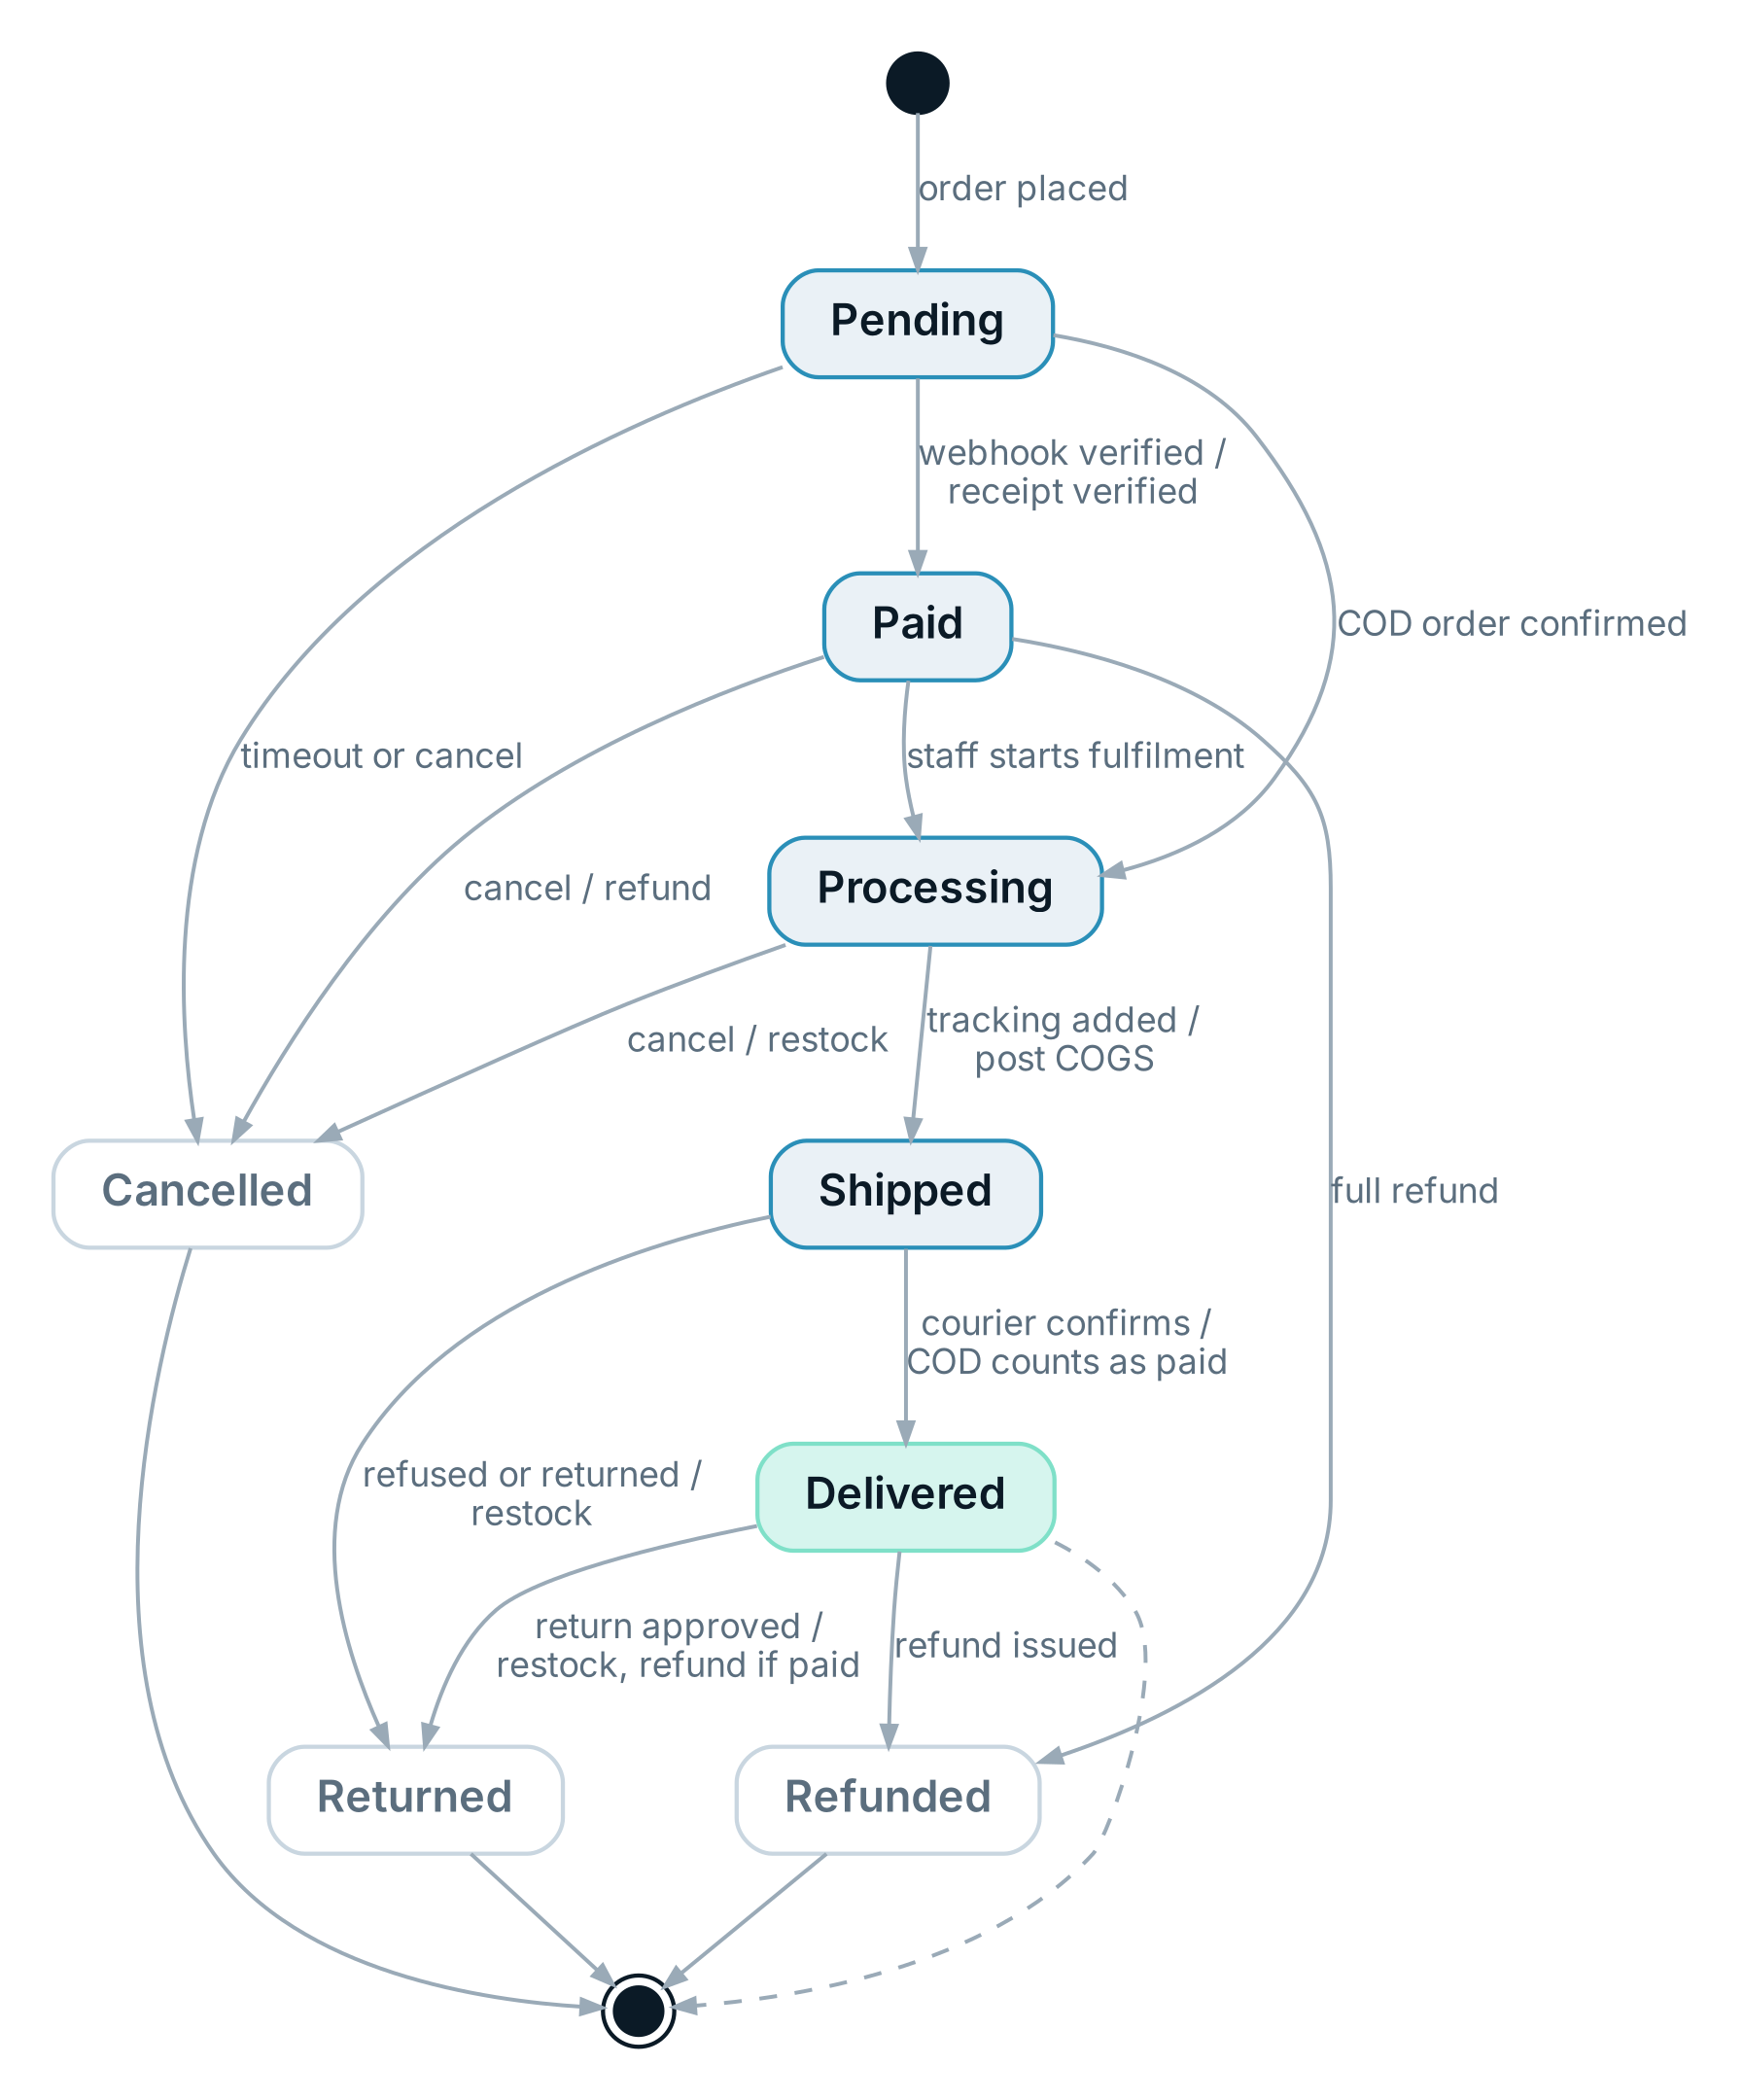 order placed
Pending
webhook verified /
receipt verified
Paid
COD order confirmed
timeout or cancel
staff starts fulfilment
cancel / refund
Processing
cancel / restock
tracking added /
post COGS
Cancelled
Shipped
full refund
courier confirms /
COD counts as paid
refused or returned /
restock
Delivered
return approved /
restock, refund if paid
refund issued
Returned
Refunded